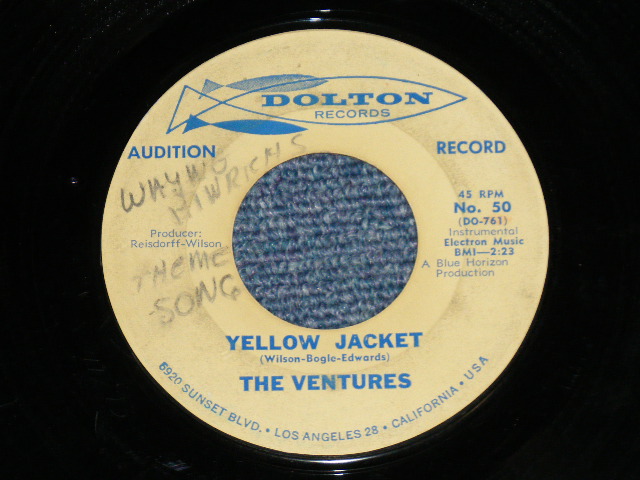 DOLTON
RECORDS
AUDITION
RECORD
WAYNE
HINRICHS
THEME
SONG
Producer:
Reisdorff-Wilson
45 RPM
No. 50
(DO-761)
Instrumental
Electron Music
BMI—2:23
A Blue Horizon
Production
YELLOW JACKET
(Wilson-Bogle-Edwards)
THE VENTURES
6920 SUNSET BLVD. • LOS ANGELES 28 • CALIFORNIA • USA